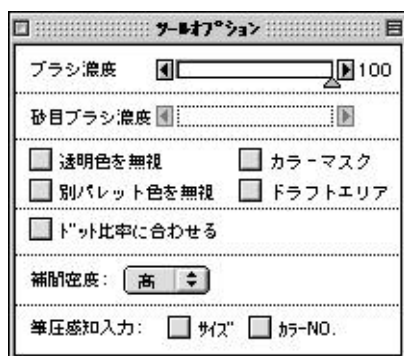 ツールオプション
ブラシ濃度 100
砂目ブラシ濃度
透明色を無視 カラーマスク
別パレット色を無視 ドラフトエリア
ドット比率に合わせる
補間密度： 高
筆圧感知入力： サイズ カラーNO.